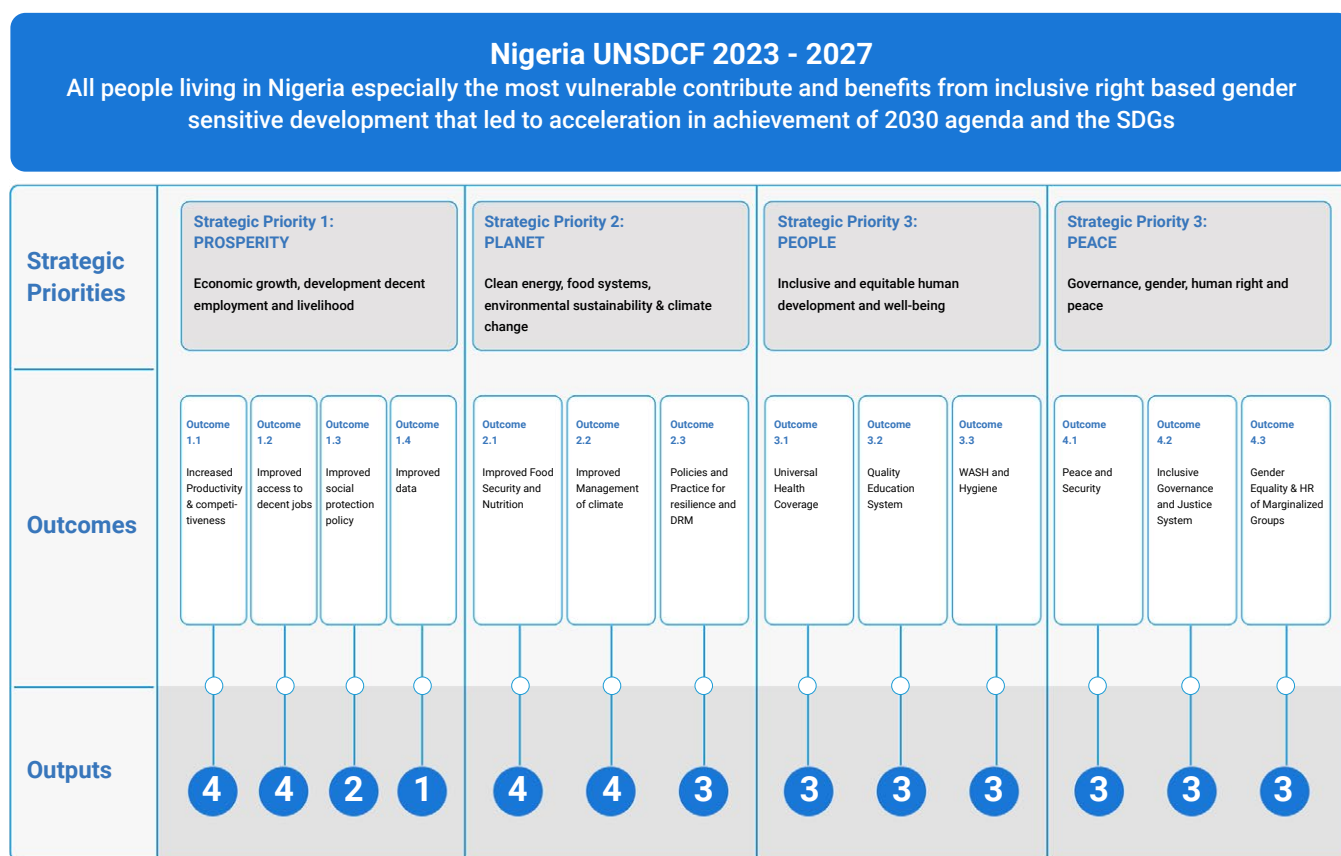 Nigeria UNSDCF 2023 - 2027
All people living in Nigeria especially the most vulnerable contribute and benefits from inclusive right based gender
sensitive development that led to acceleration in achievement of 2030 agenda and the SDGs
Strategic
Priorities
Strategic Priority 1:
PROSPERITY
Economic growth, development decent
employment and livelihood
Strategic Priority 2:
PLANET
Clean energy, food systems,
environmental sustainability & climate
change
Strategic Priority 3:
PEOPLE
Inclusive and equitable human
development and well-being
Strategic Priority 3:
PEACE
Governance, gender, human right and
peace
Outcomes
Outcome
1.1
Increased
Productivity
& competi-
tiveness
Outcome
1.2
Improved
access to
decent jobs
Outcome
1.3
Improved
social
protection
policy
Outcome
1.4
Improved
data
Outcome
2.1
Improved Food
Security and
Nutrition
Outcome
2.2
Improved
Management
of climate
Outcome
2.3
Policies and
Practice for
resilience and
DRM
Outcome
3.1
Universal
Health
Coverage
Outcome
3.2
Quality
Education
System
Outcome
3.3
WASH and
Hygiene
Outcome
4.1
Peace and
Security
Outcome
4.2
Inclusive
Governance
and Justice
System
Outcome
4.3
Gender
Equality & HR
of Marginalized
Groups
Outputs
4
4
2
1
4
4
3
3
3
3
3
3
3